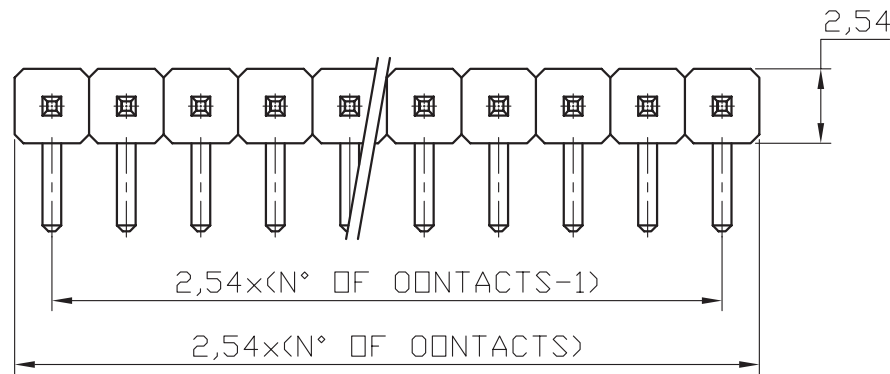 2,54
2,54x(N° OF CONTACTS-1)
2,54x(N° OF CONTACTS)